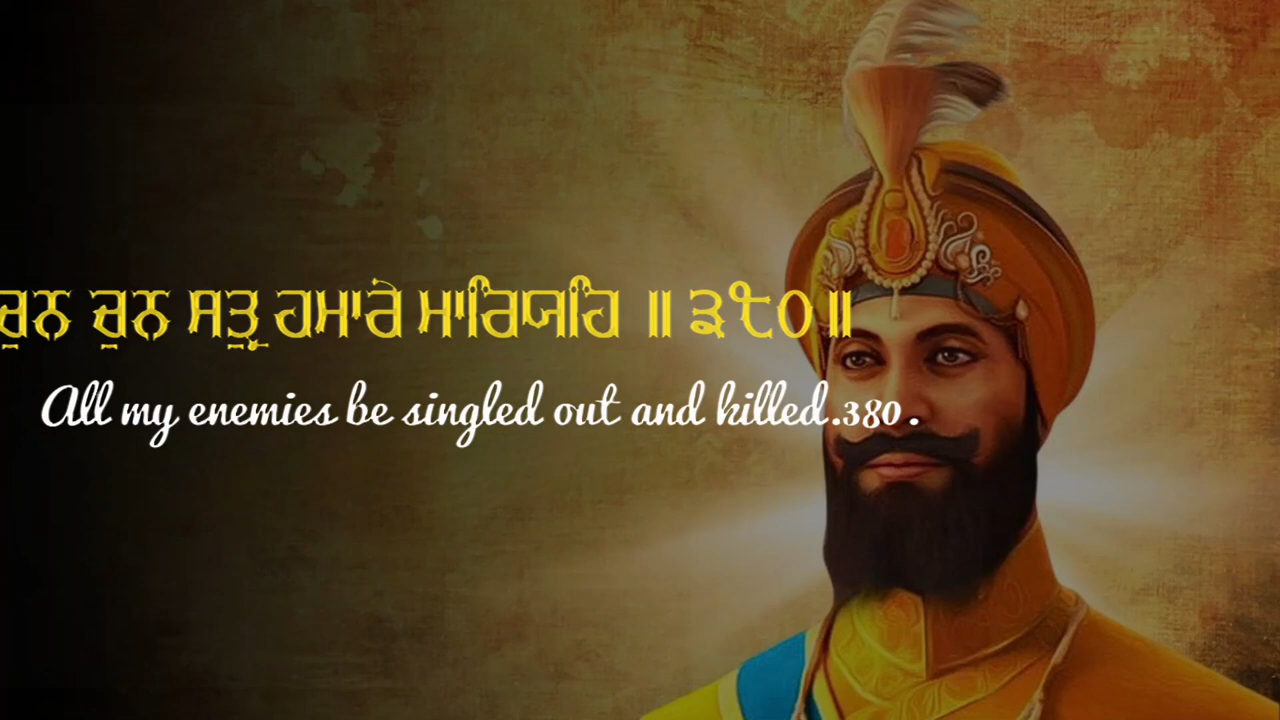 ਚੁਨ ਚੁਨ ਸਤ੍ਰੂ ਹਮਾਰੇ ਮਾਰਿਯਹਿ ॥ ੩੮੦॥
All my enemies be singled out and killed.380 .